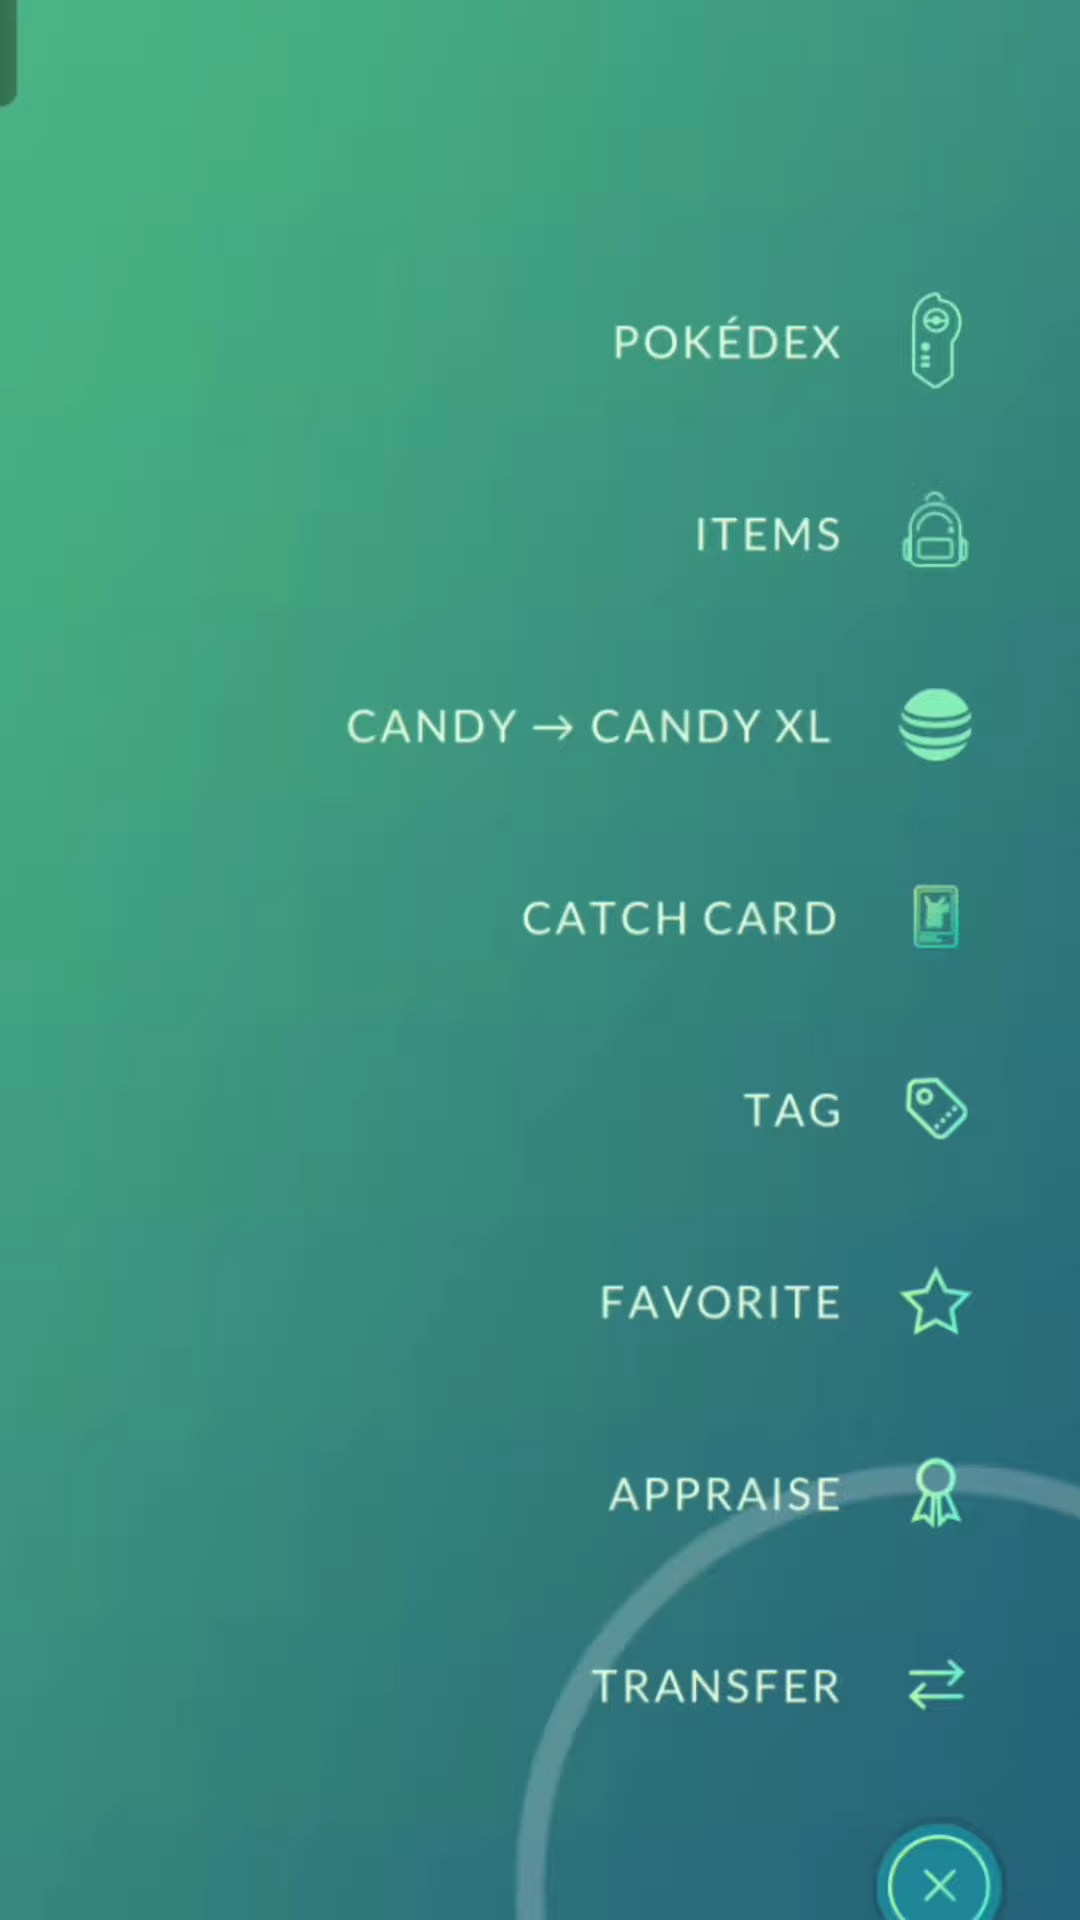 POKÉDEX
ITEMS
CANDY → CANDY XL
CATCH CARD
TAG
FAVORITE
APPRAISE
TRANSFER